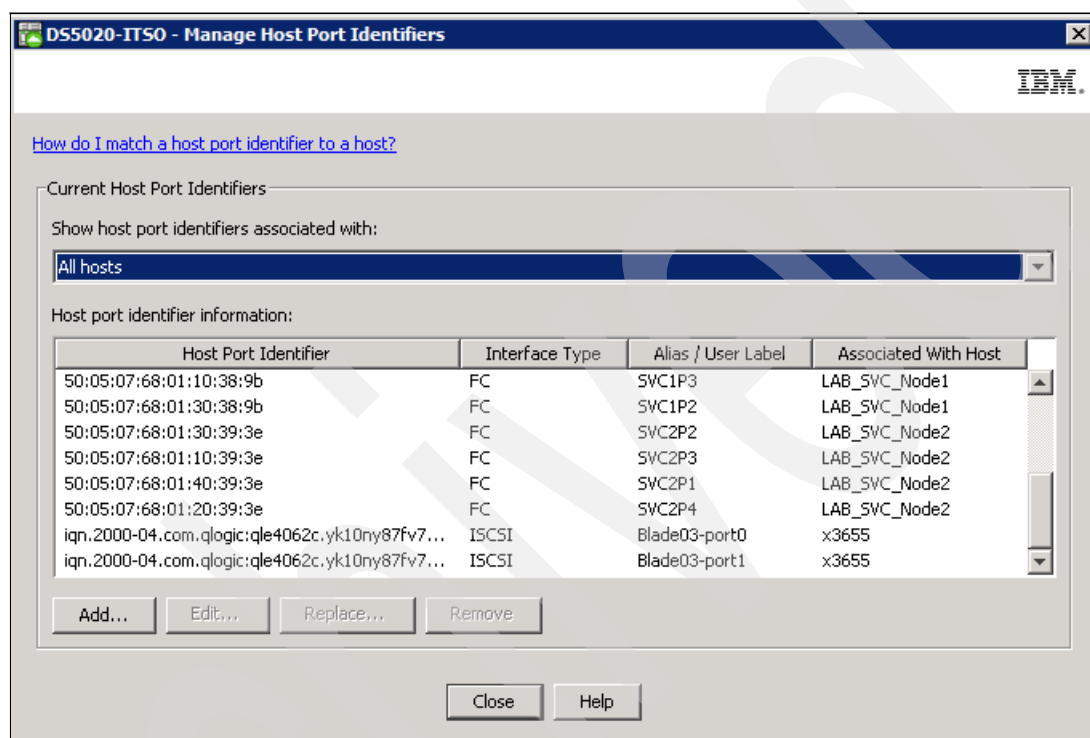 DS5020-ITSO - Manage Host Port Identifiers
IBM.
How do I match a host port identifier to a host?
Current Host Port Identifiers
Show host port identifiers associated with:
All hosts
Host port identifier information:
Host Port Identifier Interface Type Alias / User Label Associated With Host
50:05:07:68:01:10:38:9b FC SVC1P3 LAB_SVC_Node1
50:05:07:68:01:30:38:9b FC SVC1P2 LAB_SVC_Node1
50:05:07:68:01:30:39:3e FC SVC2P2 LAB_SVC_Node2
50:05:07:68:01:10:39:3e FC SVC2P3 LAB_SVC_Node2
50:05:07:68:01:40:39:3e FC SVC2P1 LAB_SVC_Node2
50:05:07:68:01:20:39:3e FC SVC2P4 LAB_SVC_Node2
iqn.2000-04.com.qlogic:qle4062c.yk10ny87fv7... ISCSI Blade03-port0 x3655
iqn.2000-04.com.qlogic:qle4062c.yk10ny87fv7... ISCSI Blade03-port1 x3655
Add... Edit... Replace... Remove
Close Help